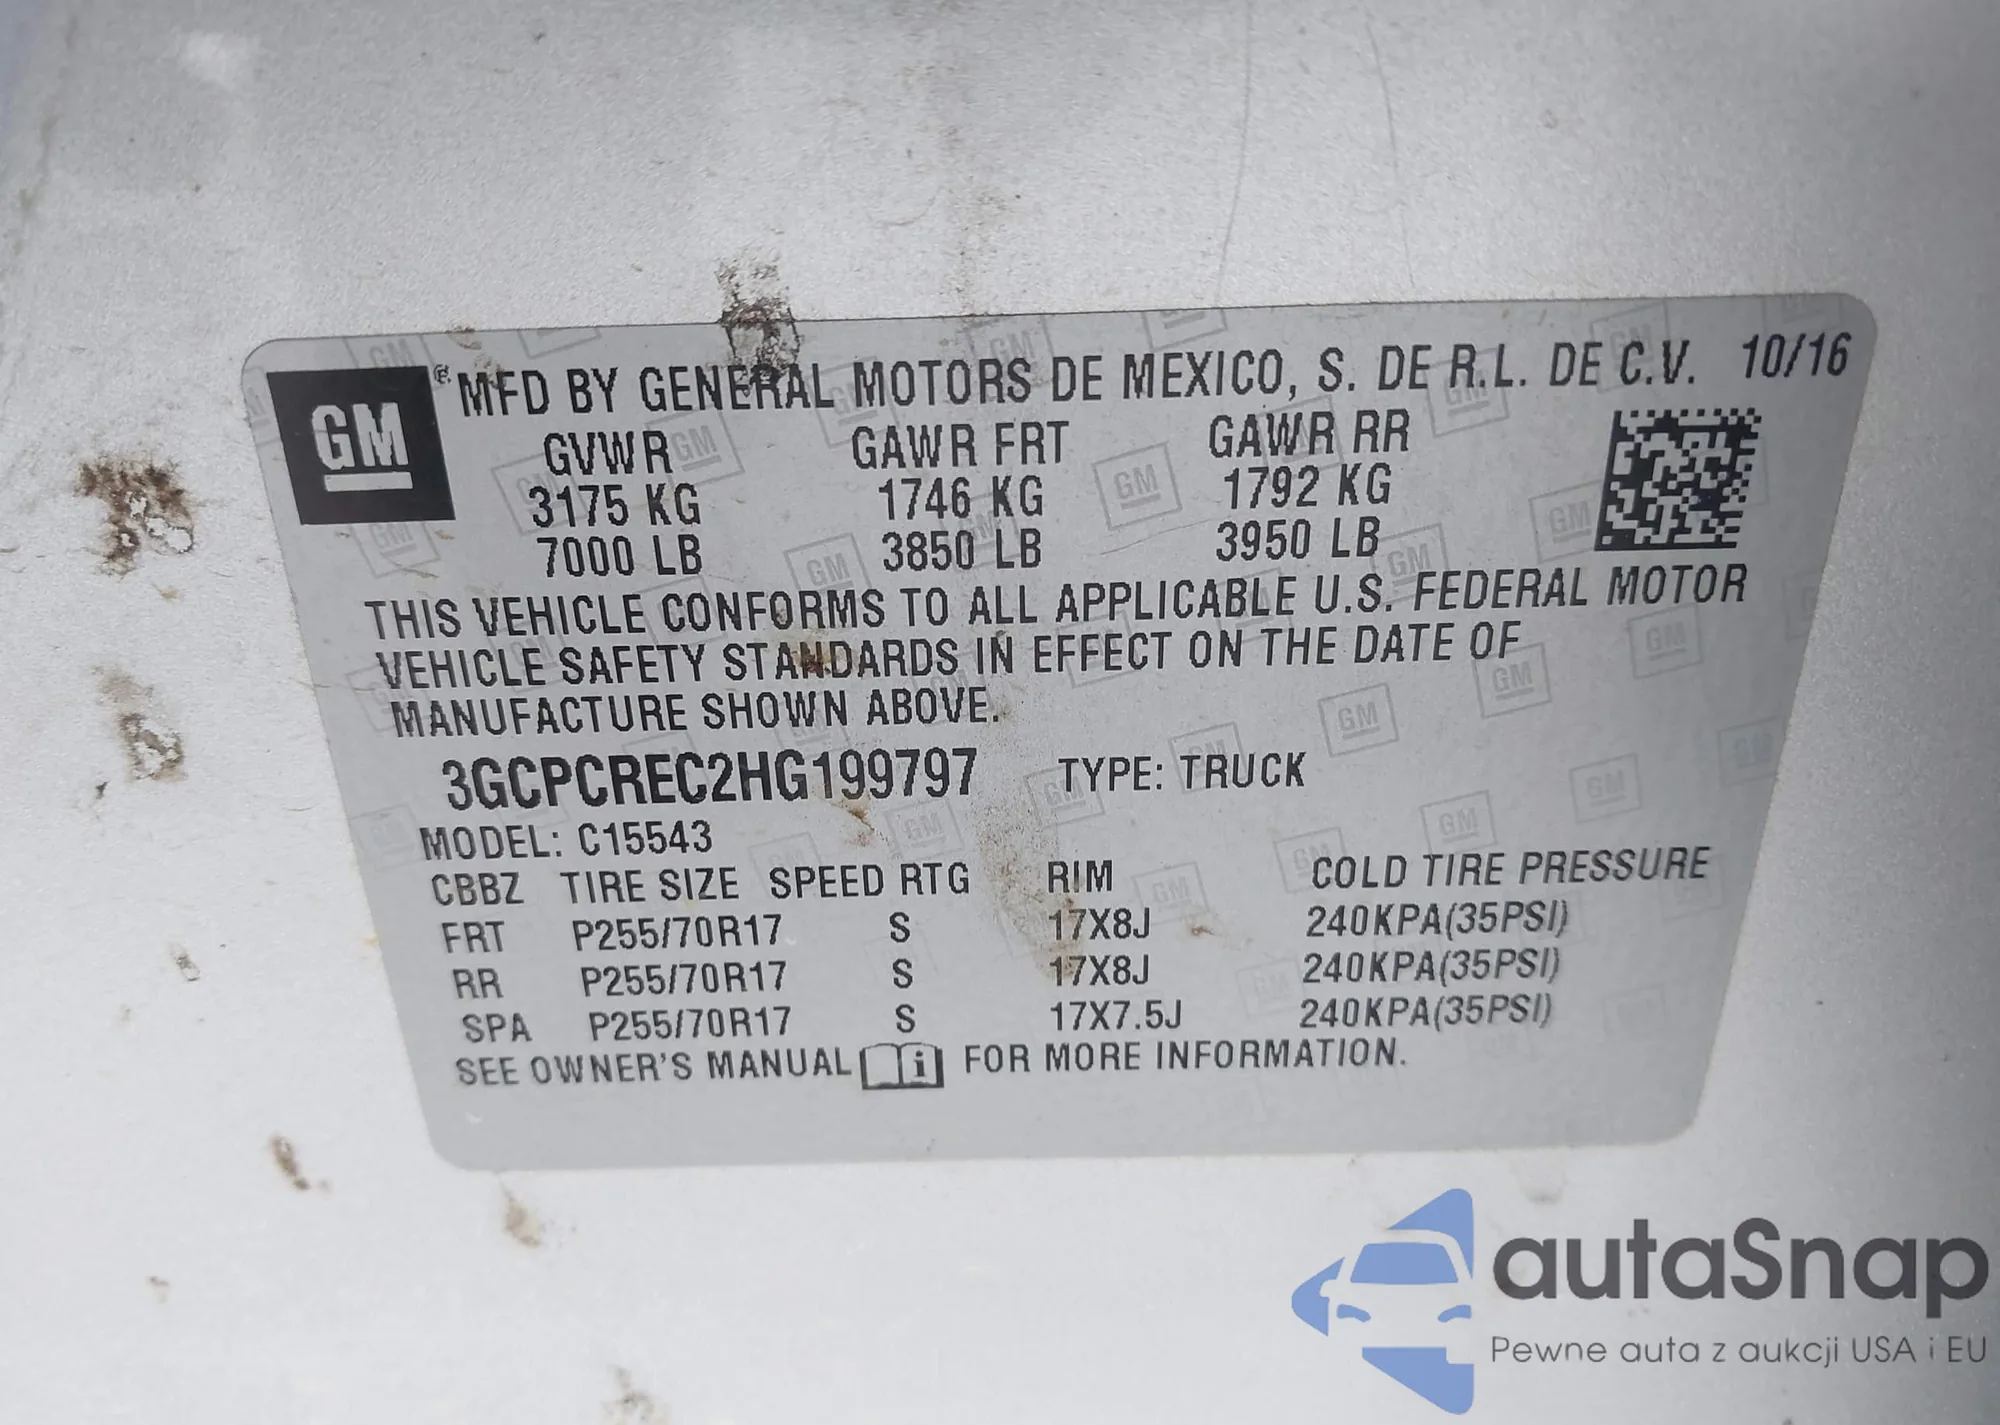 GM
MFD BY GENERAL MOTORS DE MEXICO, S. DE R.L. DE C.V. 10/16
GVWR GAWR FRT GAWR RR
3175 KG 1746 KG 1792 KG
7000 LB 3850 LB 3950 LB
THIS VEHICLE CONFORMS TO ALL APPLICABLE U.S. FEDERAL MOTOR
VEHICLE SAFETY STANDARDS IN EFFECT ON THE DATE OF
MANUFACTURE SHOWN ABOVE.
3GCPCREC2HG199797 TYPE: TRUCK
MODEL: C15543
CBBZ TIRE SIZE SPEED RTG RIM COLD TIRE PRESSURE
FRT P255/70R17 S 17X8J 240KPA(35PSI)
RR P255/70R17 S 17X8J 240KPA(35PSI)
SPA P255/70R17 S 17X7.5J 240KPA(35PSI)
SEE OWNER'S MANUAL i FOR MORE INFORMATION.
autaSnap
Pewne auta z aukcji USA i EU